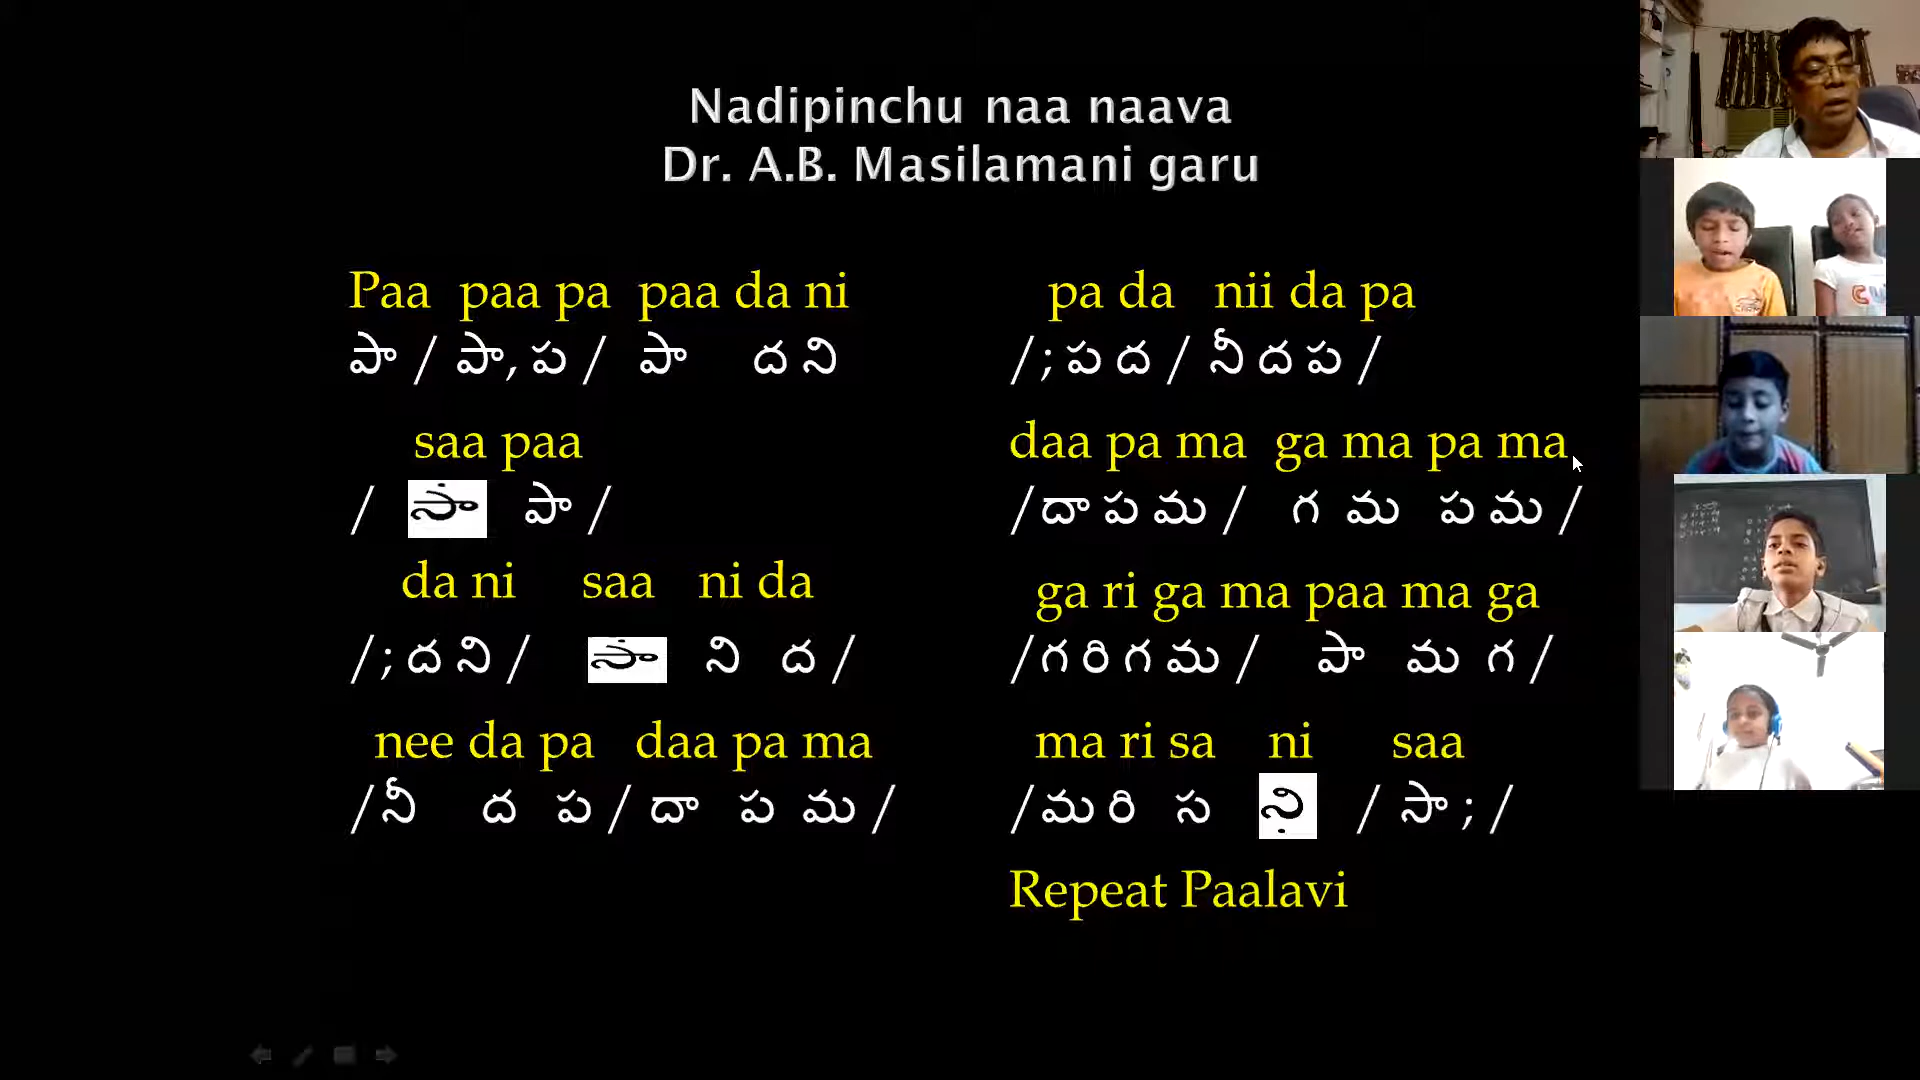 Nadipinchu naa naava
Dr. A.B. Masilamani garu
Paa paa pa paa da ni
పా / పా, ప / పా ద ని
saa paa
/ సా పా /
da ni saa ni da
/ ; ద ని / సా ని ద /
nee da pa daa pa ma
/ నీ ద ప / దా ప మ /
pa da nii da pa
/ ; ప ద / నీ ద ప /
daa pa ma ga ma pa ma
/ దా ప మ / గ మ ప మ /
ga ri ga ma paa ma ga
/ గ రి గ మ / పా మ గ /
ma ri sa ni saa
/ మ రి స ని / సా ; /
Repeat Paalavi